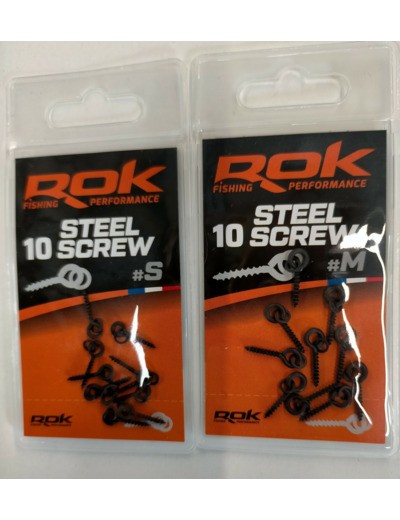 ROK
FISHING PERFORMANCE
STEEL
10 SCREW
#S
ROK
ROK
FISHING PERFORMANCE
STEEL
10 SCREW
#M
ROK